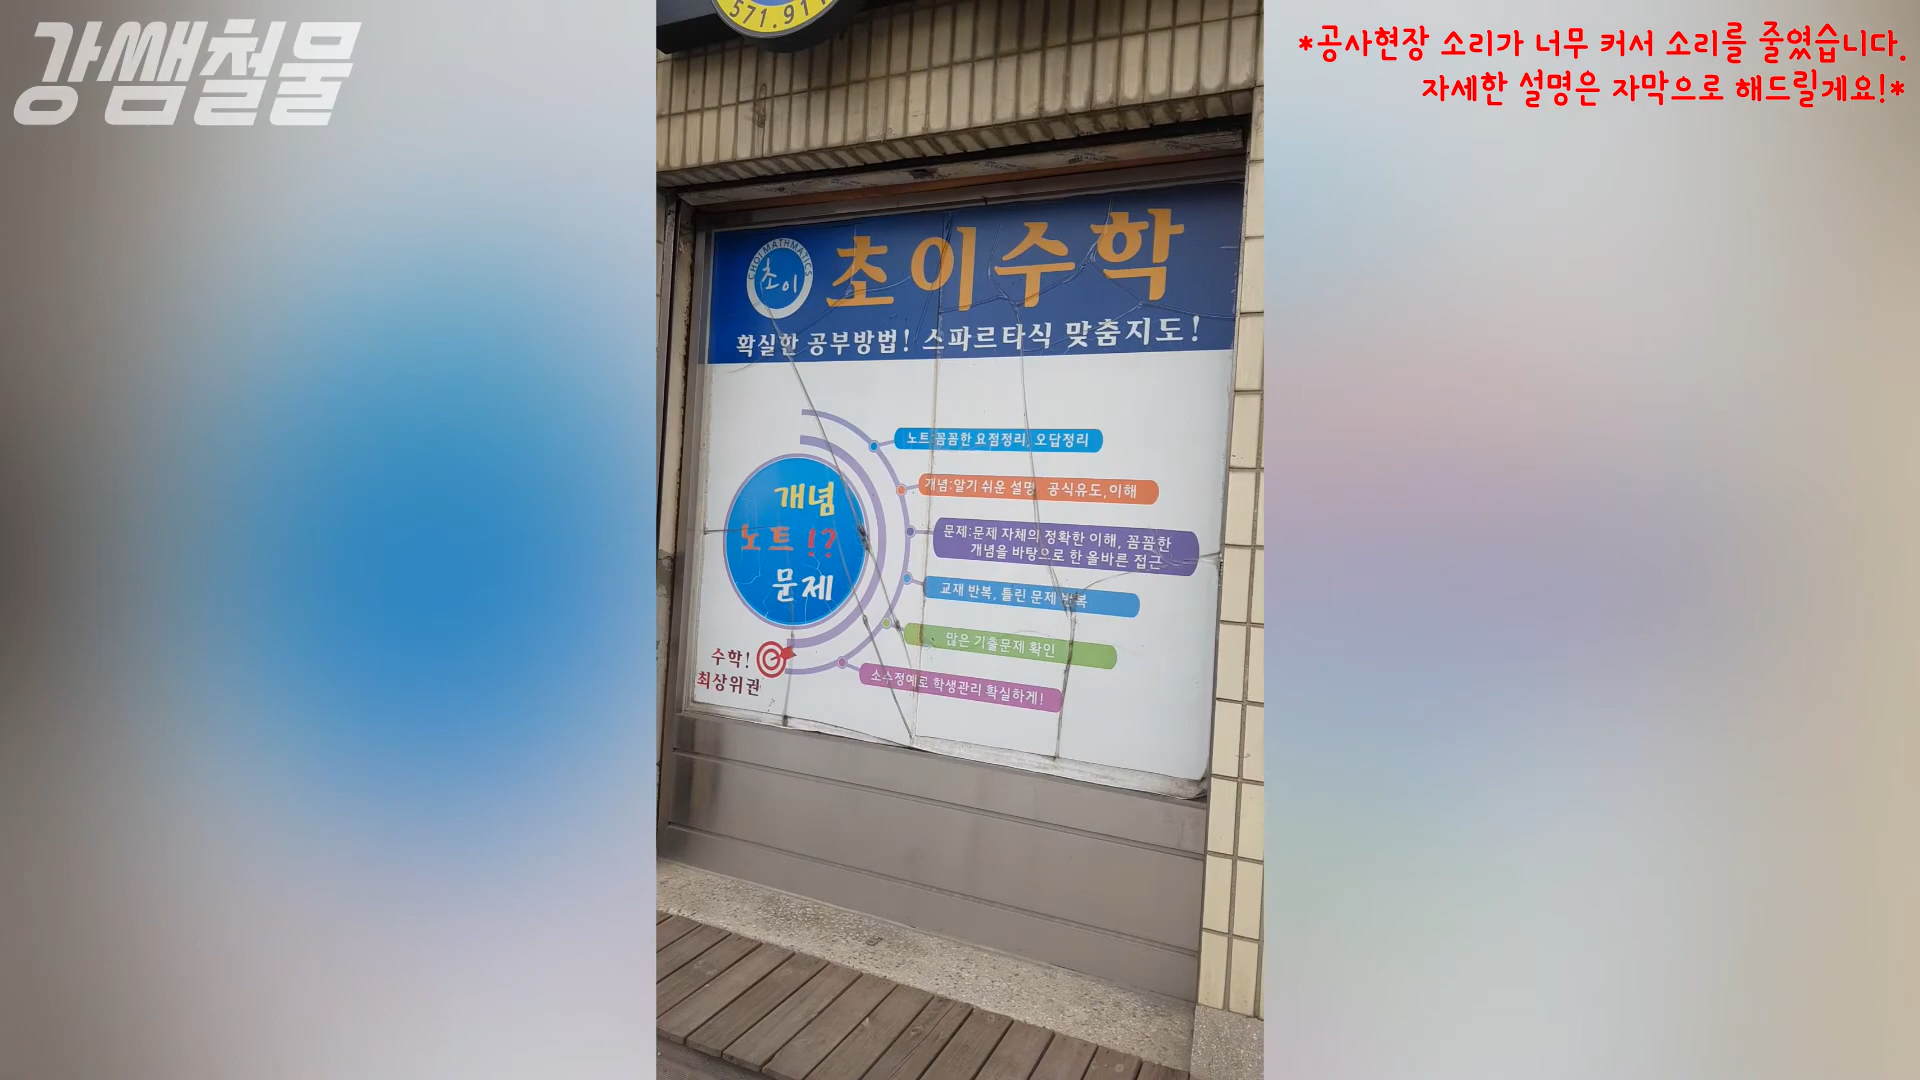 강쌤철물
*공사현장 소리가 너무 커서 소리를 줄였습니다.
자세한 설명은 자막으로 해드릴게요!*
571.911
CHOI MATHMATICS
초이
초이수학
확실한 공부방법! 스파르타식 맞춤지도!
노트:꼼꼼한 요점정리, 오답정리
개념:알기 쉬운 설명 공식유도,이해
문제:문제 자체의 정확한 이해, 꼼꼼한
개념을 바탕으로 한 올바른 접근
교재 반복, 틀린 문제 반복
많은 기출문제 확인
소수정예로 학생관리 확실하게!
개념
노트!?
문제
수학!
최상위권